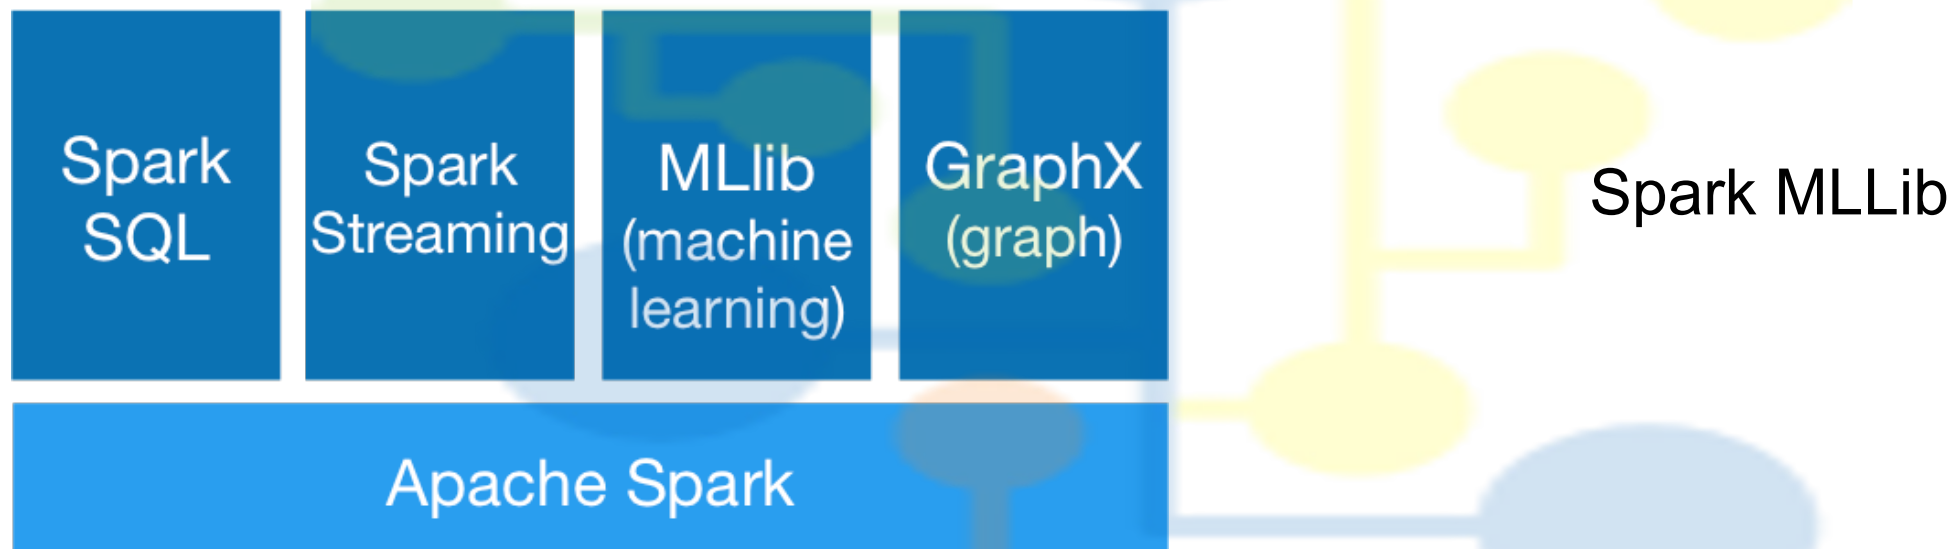 Spark
SQL
Spark
Streaming
MLlib
(machine
learning)
GraphX
(graph)
Spark MLLib
Apache Spark